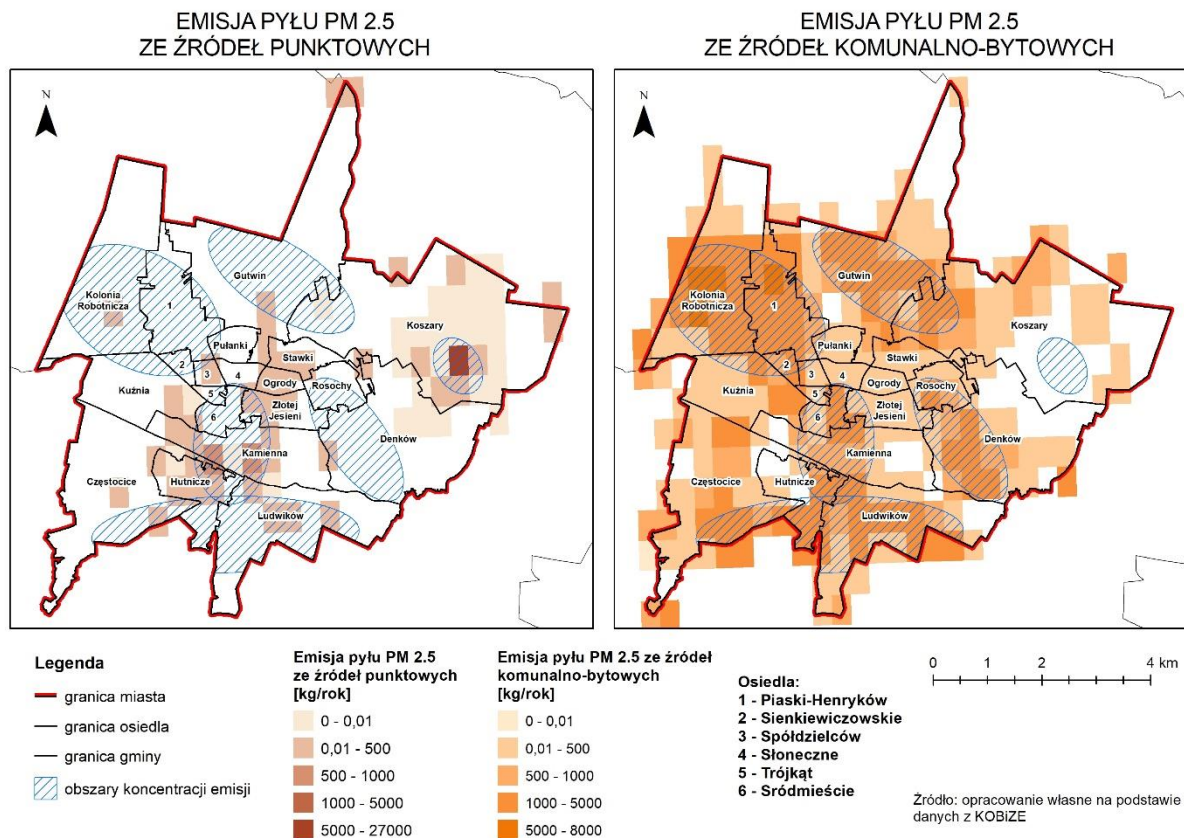 EMISJA PYŁU PM 2.5
ZE ŹRÓDEŁ PUNKTOWYCH
N
Gutwin
Kolonia
Robotnicza
1
Koszary
Pułanki
Stawki
2
3
4
Kuźnia
Ogrody
Rosochy
5
Złotej
Jesieni
6
Denków
Kamienna
Częstocice
Hutnicze
Ludwików
EMISJA PYŁU PM 2.5
ZE ŹRÓDEŁ KOMUNALNO-BYTOWYCH
N
Gutwin
Kolonia
Robotnicza
1
Koszary
Pułanki
Stawki
2
3
4
Kuźnia
Ogrody
Rosochy
5
Złotej
Jesieni
6
Denków
Kamienna
Częstocice
Hutnicze
Ludwików
Legenda
granica miasta
granica osiedla
granica gminy
obszary koncentracji emisji
Emisja pyłu PM 2.5
ze źródeł punktowych
[kg/rok]
0 - 0,01
0,01 - 500
500 - 1000
1000 - 5000
5000 - 27000
Emisja pyłu PM 2.5 ze źródeł
komunalno-bytowych
[kg/rok]
0 - 0,01
0,01 - 500
500 - 1000
1000 - 5000
5000 - 8000
Osiedla:
1 - Piaski-Henryków
2 - Sienkiewiczowskie
3 - Spółdzielców
4 - Słoneczne
5 - Trójkąt
6 - Sródmieście
0 1 2 4 km
Źródło: opracowanie własne na podstawie
danych z KOBiZE